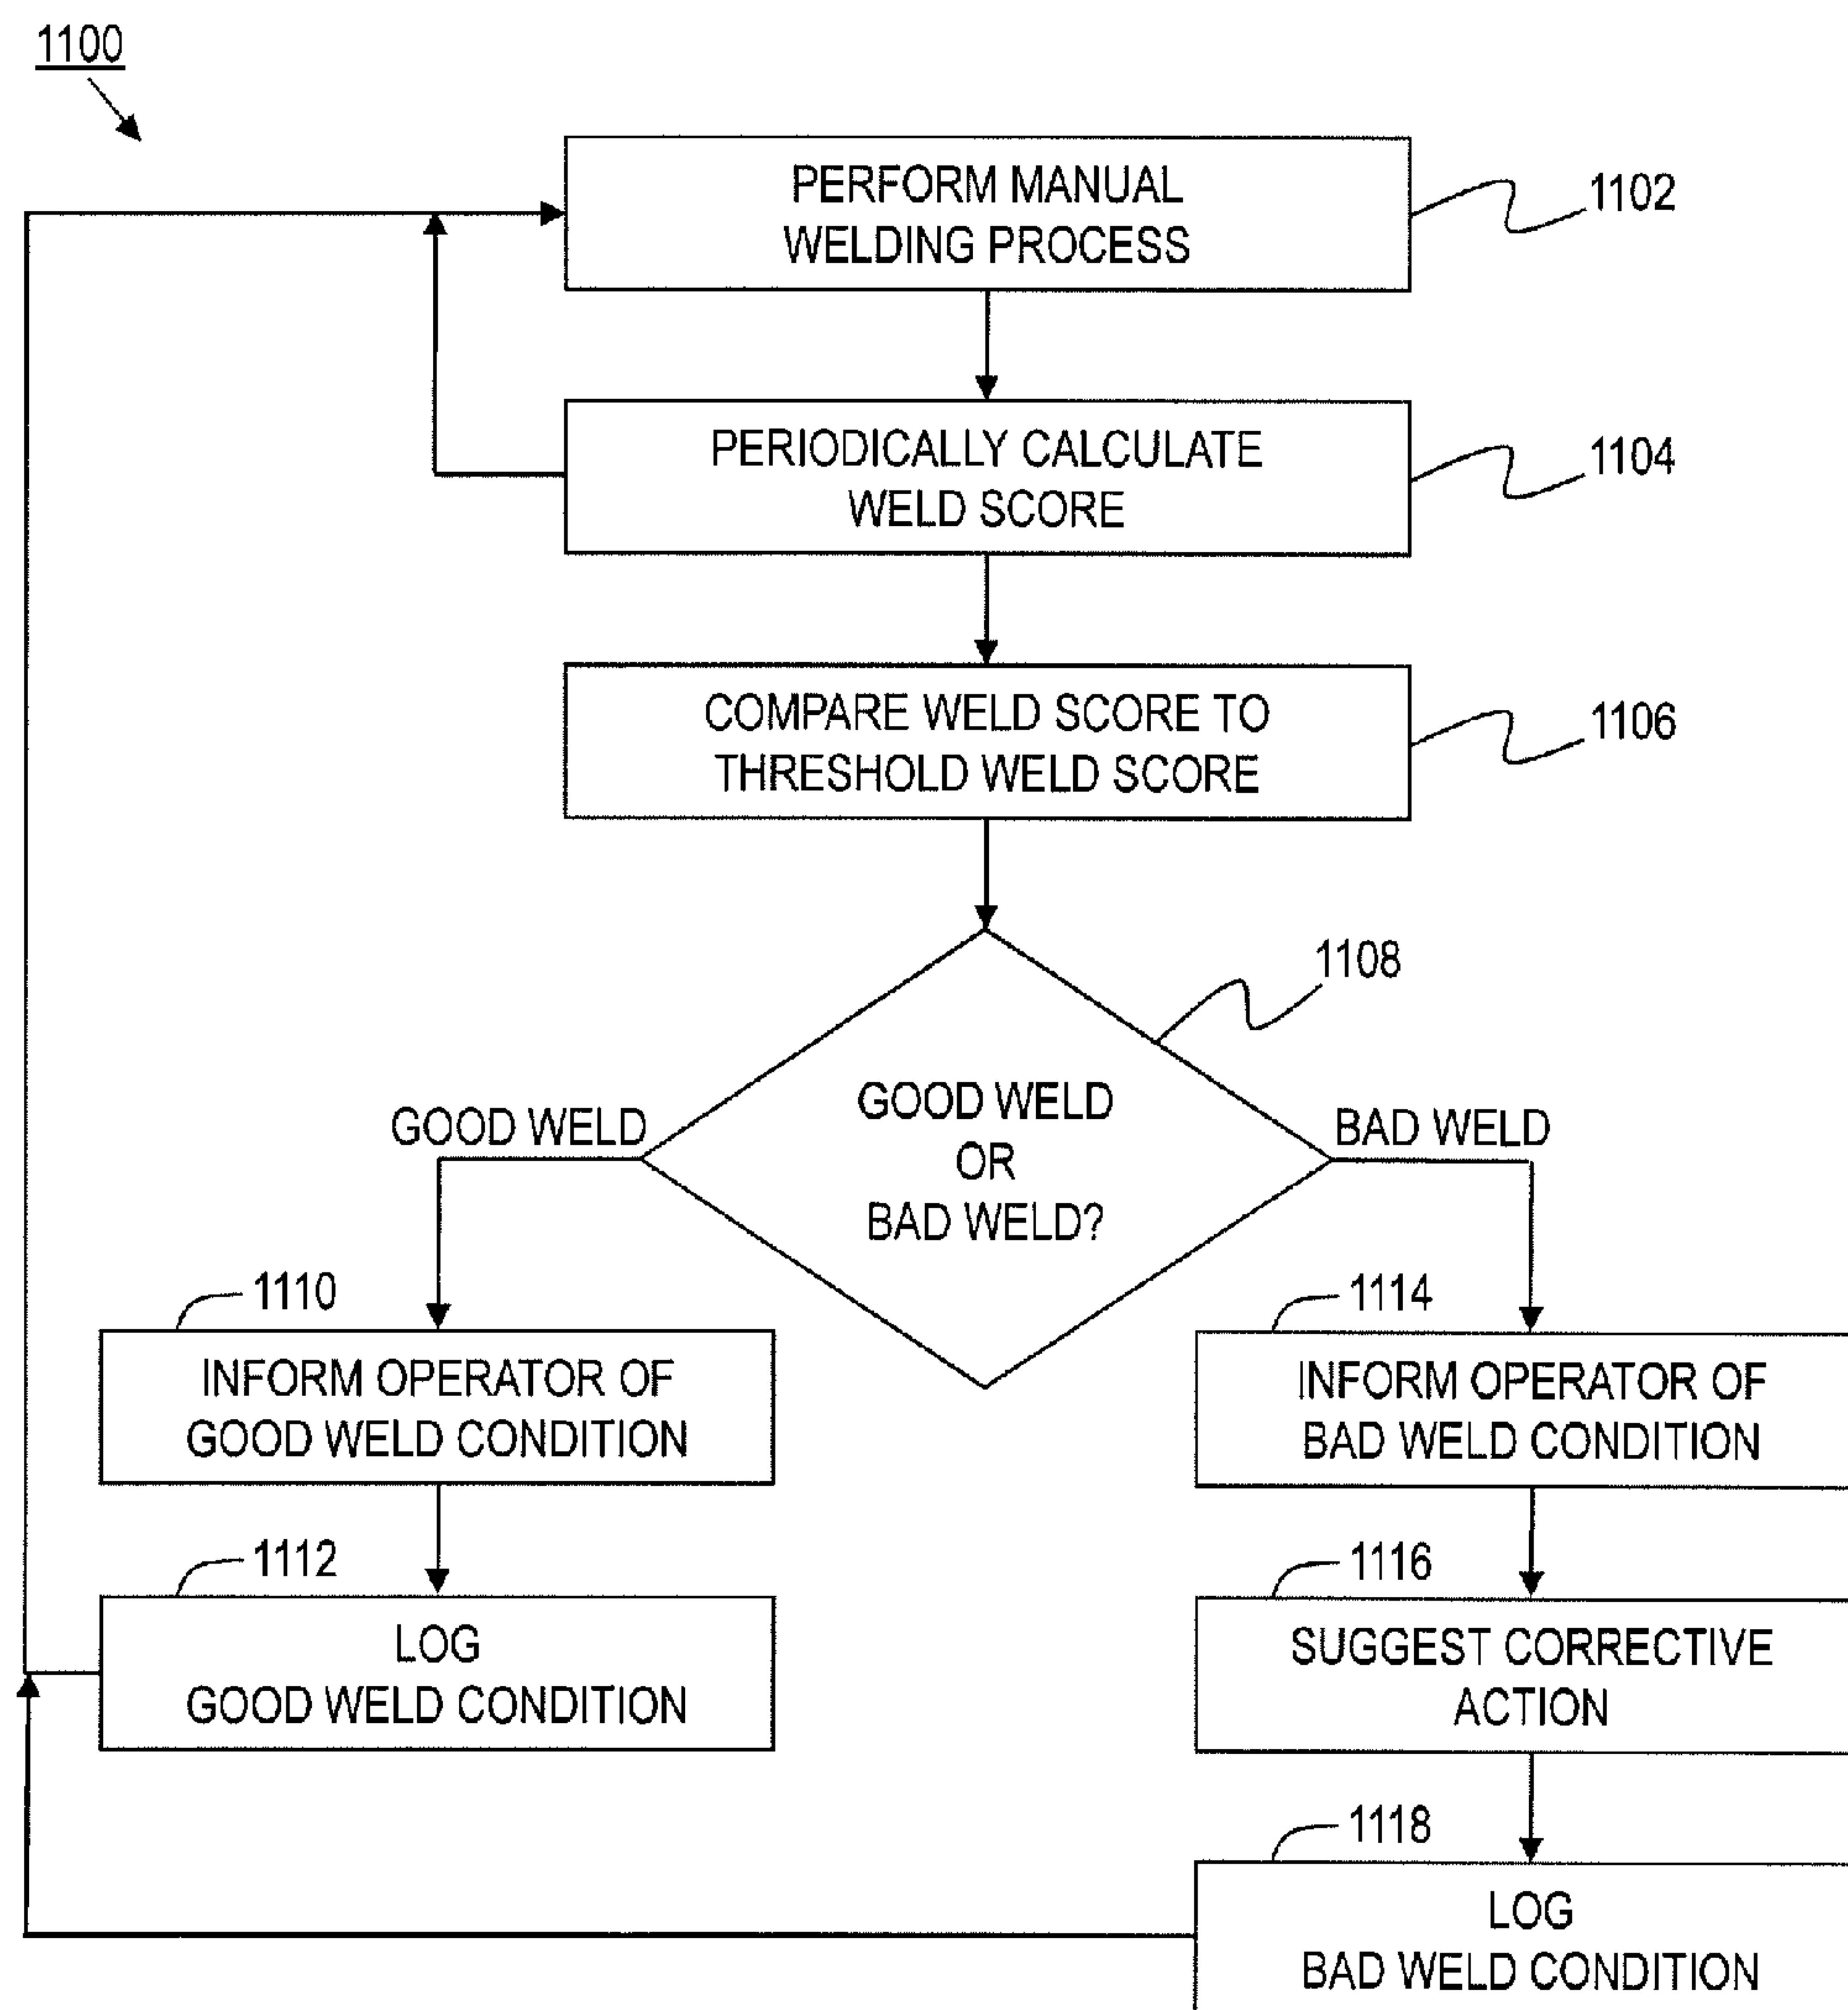 1100
PERFORM MANUAL
WELDING PROCESS
1102
PERIODICALLY CALCULATE
WELD SCORE
1104
COMPARE WELD SCORE TO
THRESHOLD WELD SCORE
1106
1108
GOOD WELD
OR
BAD WELD?
GOOD WELD
BAD WELD
1110
INFORM OPERATOR OF
GOOD WELD CONDITION
1114
INFORM OPERATOR OF
BAD WELD CONDITION
1112
LOG
GOOD WELD CONDITION
1116
SUGGEST CORRECTIVE
ACTION
1118
LOG
BAD WELD CONDITION